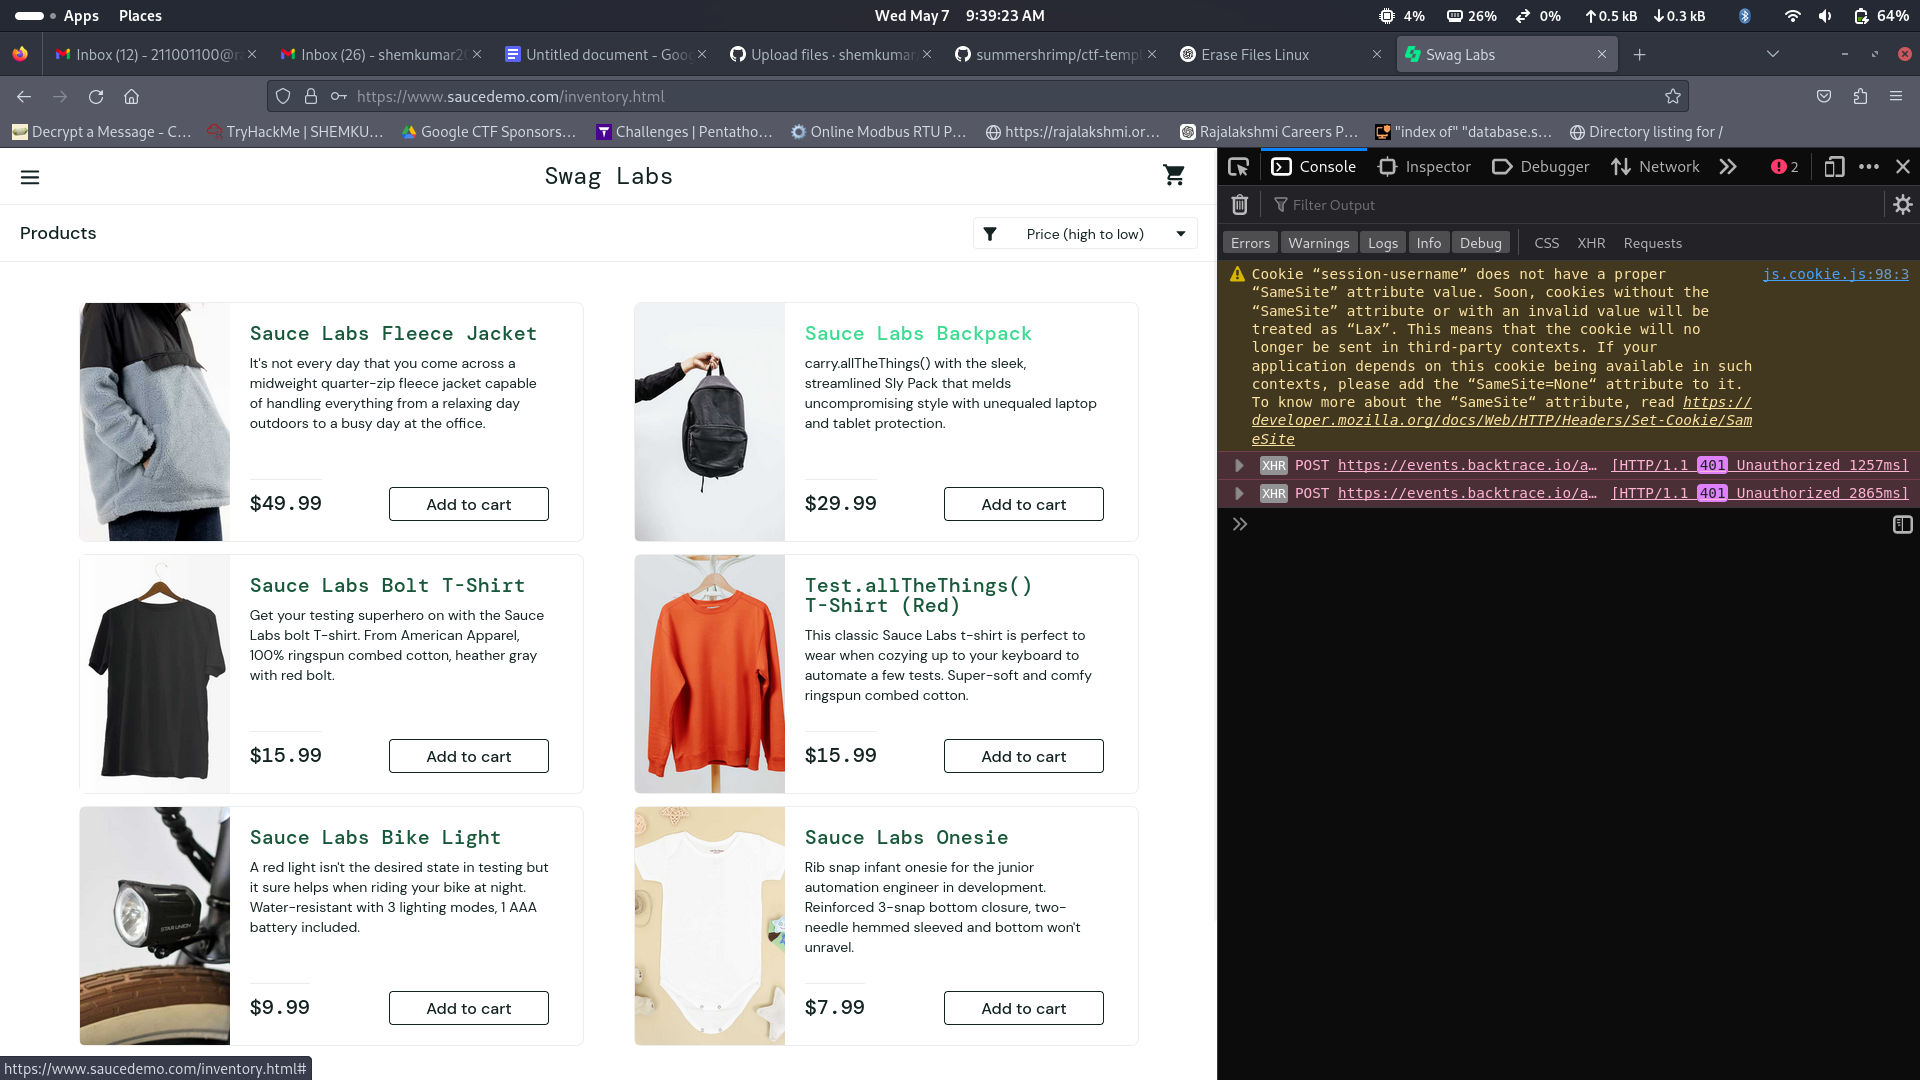 Apps Places Wed May 7 9:39:23 AM 4% 26% 0% 0.5 kB 0.3 kB 64%
Inbox (12) - 211001100@r Inbox (26) - shemkumar2 Untitled document - Goog Upload files · shemkumar/ summershrimp/ctf-templ Erase Files Linux Swag Labs
https://www.saucedemo.com/inventory.html
Decrypt a Message - C... TryHackMe | SHEMKU... Google CTF Sponsors... Challenges | Pentatho... Online Modbus RTU P... https://rajalakshmi.or... Rajalakshmi Careers P... "index of" "database.s... Directory listing for /
Swag Labs
Products
Price (high to low)
Sauce Labs Fleece Jacket
It's not every day that you come across a
midweight quarter-zip fleece jacket capable
of handling everything from a relaxing day
outdoors to a busy day at the office.
$49.99 Add to cart
Sauce Labs Backpack
carry.allTheThings() with the sleek,
streamlined Sly Pack that melds
uncompromising style with unequaled laptop
and tablet protection.
$29.99 Add to cart
Sauce Labs Bolt T-Shirt
Get your testing superhero on with the Sauce
Labs bolt T-shirt. From American Apparel,
100% ringspun combed cotton, heather gray
with red bolt.
$15.99 Add to cart
Test.allTheThings()
T-Shirt (Red)
This classic Sauce Labs t-shirt is perfect to
wear when cozying up to your keyboard to
automate a few tests. Super-soft and comfy
ringspun combed cotton.
$15.99 Add to cart
STAR UNION
Sauce Labs Bike Light
A red light isn't the desired state in testing but
it sure helps when riding your bike at night.
Water-resistant with 3 lighting modes, 1 AAA
battery included.
$9.99 Add to cart
Sauce Labs Onesie
Rib snap infant onesie for the junior
automation engineer in development.
Reinforced 3-snap bottom closure, two-
needle hemmed sleeved and bottom won't
unravel.
$7.99 Add to cart
https://www.saucedemo.com/inventory.html#
Console Inspector Debugger Network 2
Filter Output
Errors Warnings Logs Info Debug CSS XHR Requests
Cookie “session-username” does not have a proper js.cookie.js:98:3
“SameSite” attribute value. Soon, cookies without the
“SameSite” attribute or with an invalid value will be
treated as “Lax”. This means that the cookie will no
longer be sent in third-party contexts. If your
application depends on this cookie being available in such
contexts, please add the “SameSite=None“ attribute to it.
To know more about the “SameSite“ attribute, read https://
developer.mozilla.org/docs/Web/HTTP/Headers/Set-Cookie/Sam
eSite
XHR POST https://events.backtrace.io/a… [HTTP/1.1 401 Unauthorized 1257ms]
XHR POST https://events.backtrace.io/a… [HTTP/1.1 401 Unauthorized 2865ms]